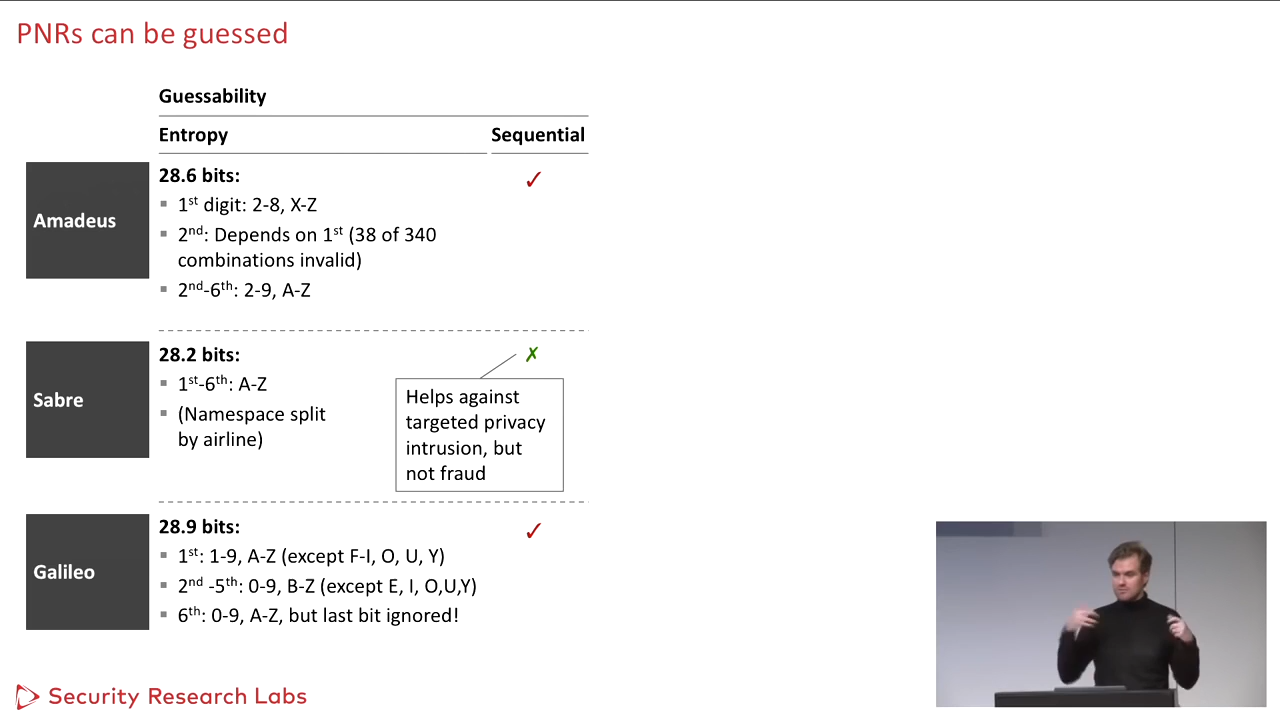 PNRs can be guessed
Guessability
Entropy
Sequential
Amadeus
28.6 bits:
✓
▪ 1st digit: 2-8, X-Z
▪ 2nd: Depends on 1st (38 of 340
combinations invalid)
▪ 2nd-6th: 2-9, A-Z
Sabre
28.2 bits:
✗
▪ 1st-6th: A-Z
▪ (Namespace split
by airline)
Helps against
targeted privacy
intrusion, but
not fraud
Galileo
28.9 bits:
✓
▪ 1st: 1-9, A-Z (except F-I, O, U, Y)
▪ 2nd -5th: 0-9, B-Z (except E, I, O,U,Y)
▪ 6th: 0-9, A-Z, but last bit ignored!
Security Research Labs